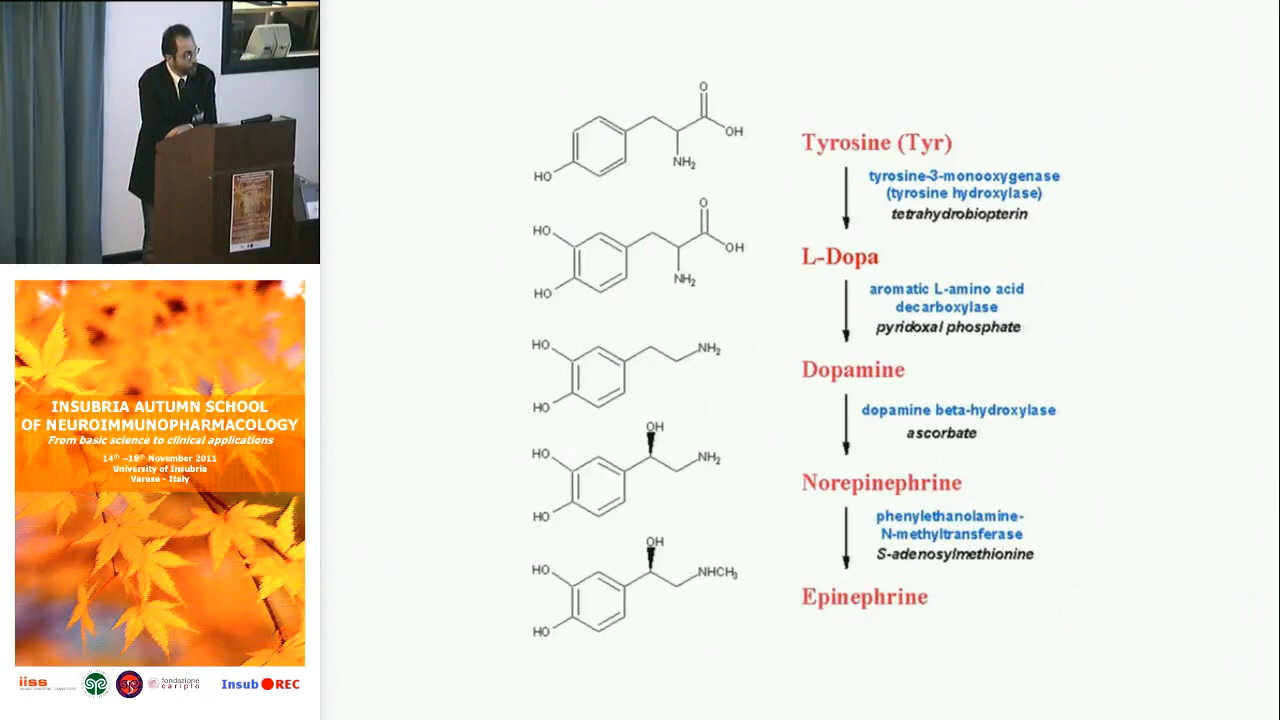 INSUBRIA AUTUMN SCHOOL
OF NEUROIMMUNOPHARMACOLOGY
From basic science to clinical applications
14th –18th November 2011
University of Insubria
Varese - Italy
iiss
fondazione
cariplo
Insub REC
O
OH
NH2
HO
Tyrosine (Tyr)
tyrosine-3-monooxygenase
(tyrosine hydroxylase)
tetrahydrobiopterin
O
HO
OH
NH2
HO
L-Dopa
aromatic L-amino acid
decarboxylase
pyridoxal phosphate
HO
NH2
HO
Dopamine
dopamine beta-hydroxylase
ascorbate
OH
HO
NH2
HO
Norepinephrine
phenylethanolamine-
N-methyltransferase
S-adenosylmethionine
OH
HO
NHCH3
HO
Epinephrine